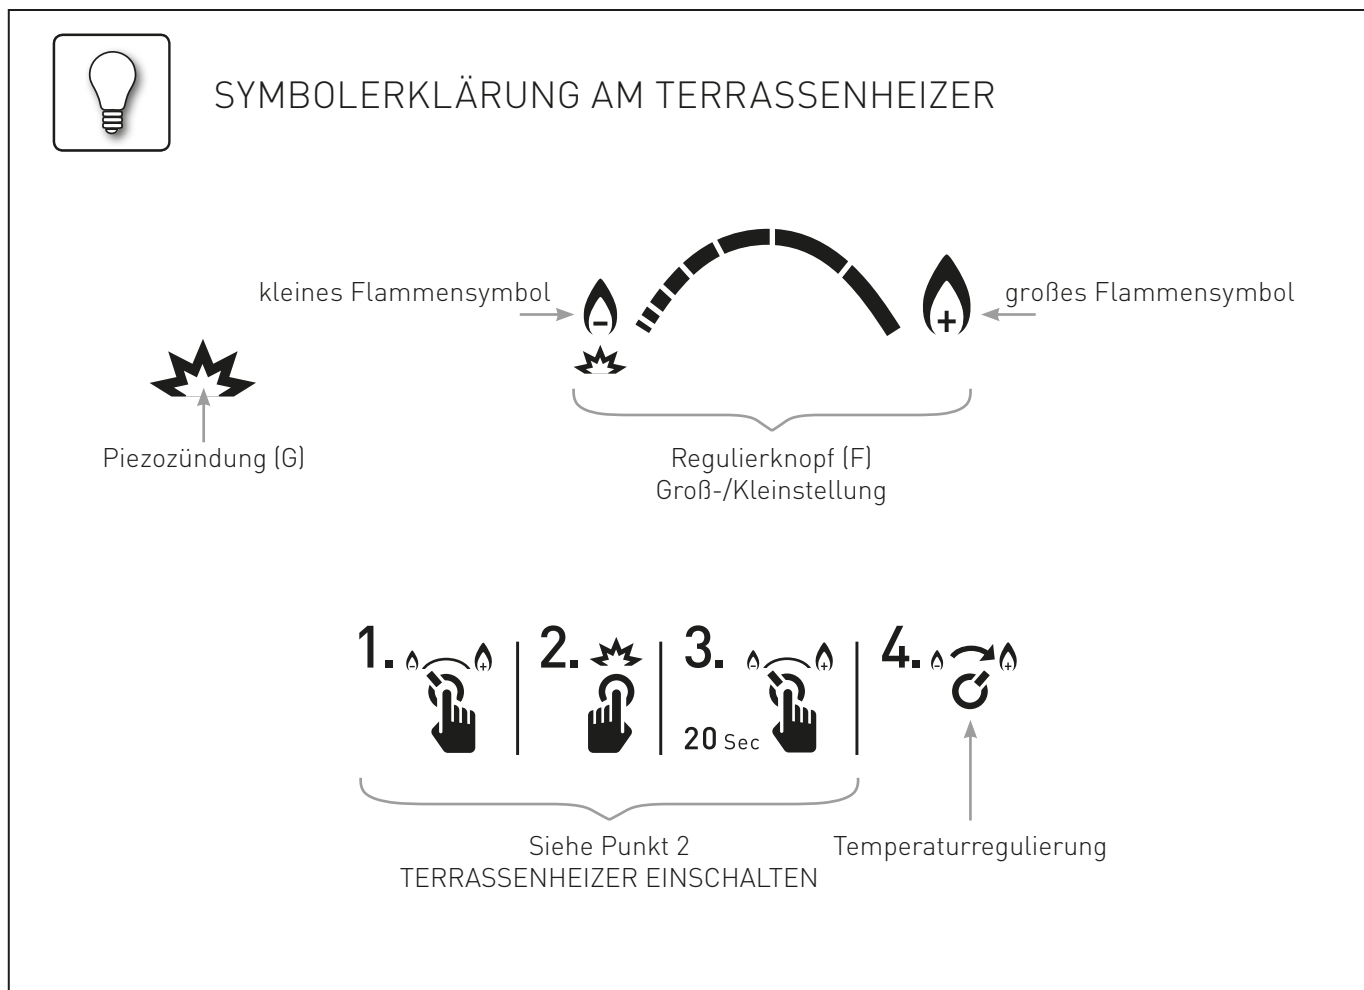 SYMBOLERKLÄRUNG AM TERRASSENHEIZER
kleines Flammensymbol
großes Flammensymbol
-
+
Piezozündung (G)
Regulierknopf (F)
Groß-/Kleinstellung
1.
2.
3.
4.
20 Sec
Siehe Punkt 2
TERRASSENHEIZER EINSCHALTEN
Temperaturregulierung